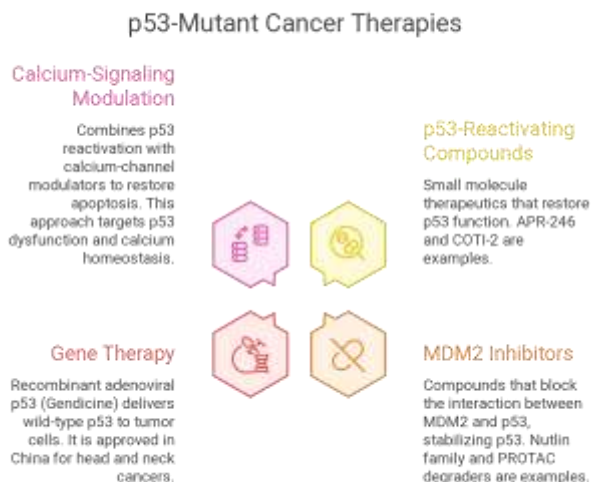 p53-Mutant Cancer Therapies
Calcium-Signaling
Modulation
Combines p53
reactivation with
calcium-channel
modulators to restore
apoptosis. This
approach targets p53
dysfunction and calcium
homeostasis.
p53-Reactivating
Compounds
Small molecule
therapeutics that restore
p53 function. APR-246
and COTI-2 are
examples.
Gene Therapy
Recombinant adenoviral
p53 (Gendicine) delivers
wild-type p53 to tumor
cells. It is approved in
China for head and neck
cancers.
MDM2 Inhibitors
Compounds that block
the interaction between
MDM2 and p53,
stabilizing p53. Nutlin
family and PROTAC
degraders are examples.